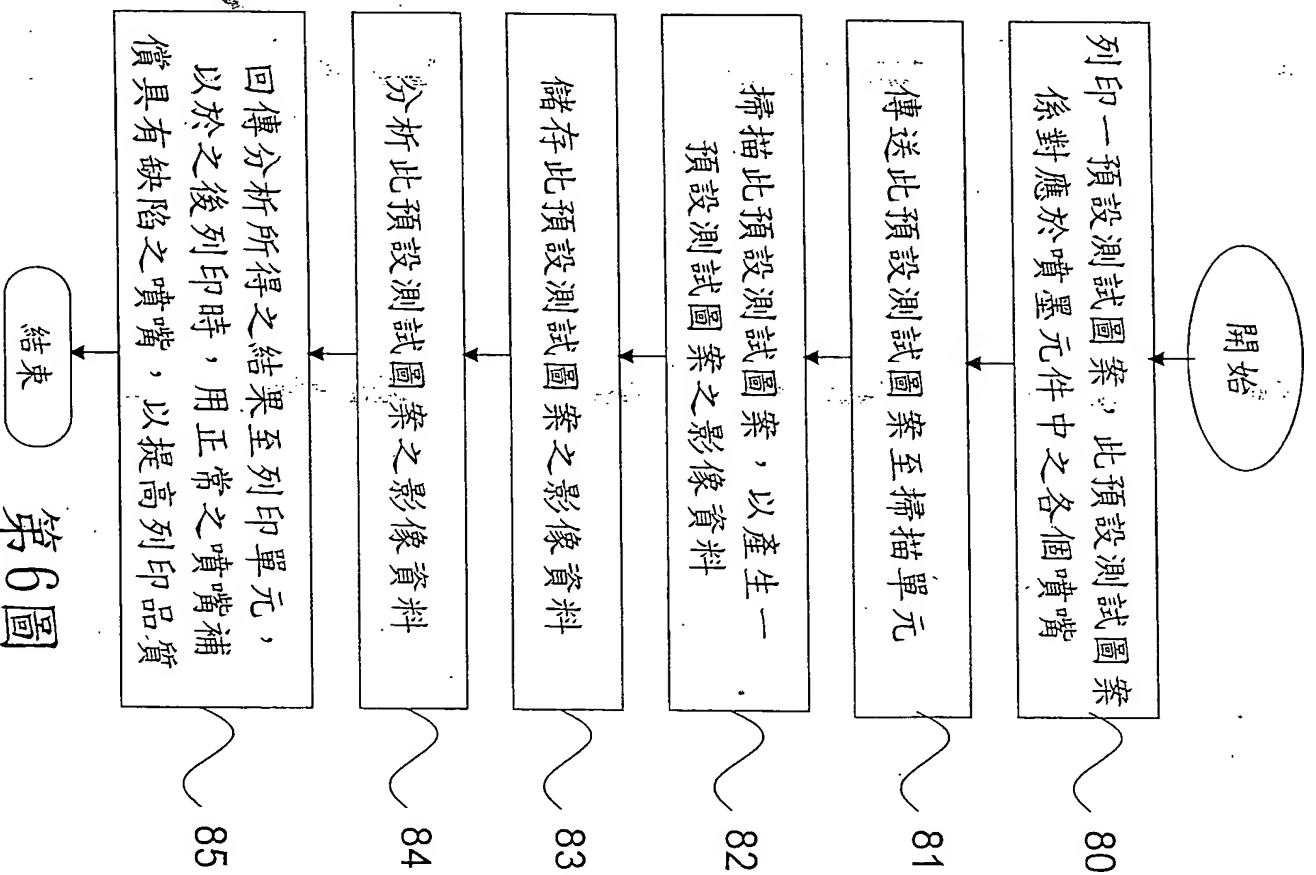 開始
列印一預設測試圖案，此預設測試圖案
係對應於噴墨元件中之各個噴嘴
80
傳送此預設測試圖案至掃描單元
81
掃描此預設測試圖案，以產生一
預設測試圖案之影像資料
82
儲存此預設測試圖案之影像資料
83
分析此預設測試圖案之影像資料
84
回傳分析所得之結果至列印單元，
以於之後列印時，用正常之噴嘴補
償具有缺陷之噴嘴，以提高列印品質
85
結束
第6圖